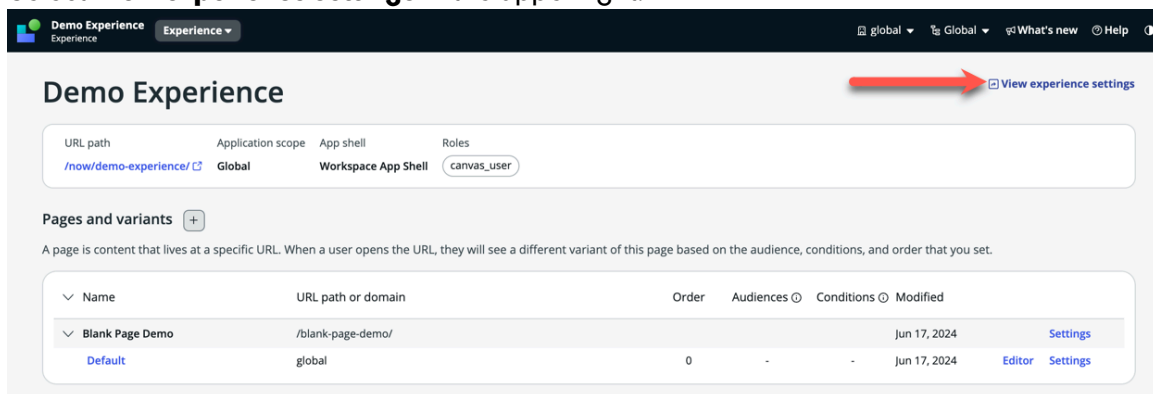 Demo Experience
Experience
Experience
global
Global
What's new
Help
Demo Experience
View experience settings
URL path
Application scope
App shell
Roles
/now/demo-experience/
Global
Workspace App Shell
canvas_user
Pages and variants +
A page is content that lives at a specific URL. When a user opens the URL, they will see a different variant of this page based on the audience, conditions, and order that you set.
Name URL path or domain Order Audiences Conditions Modified
Blank Page Demo /blank-page-demo/ Jun 17, 2024 Settings
Default global 0 - - Jun 17, 2024 Editor Settings